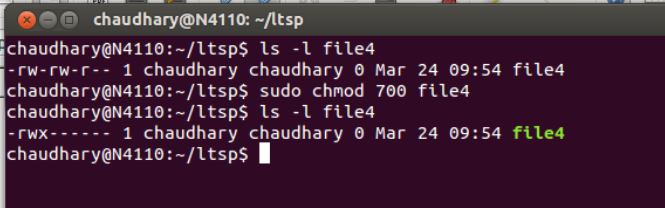 chaudhary@N4110: ~/ltsp
chaudhary@N4110:~/ltsp$ ls -l file4
-rw-rw-r-- 1 chaudhary chaudhary 0 Mar 24 09:54 file4
chaudhary@N4110:~/ltsp$ sudo chmod 700 file4
chaudhary@N4110:~/ltsp$ ls -l file4
-rwx------ 1 chaudhary chaudhary 0 Mar 24 09:54 file4
chaudhary@N4110:~/ltsp$